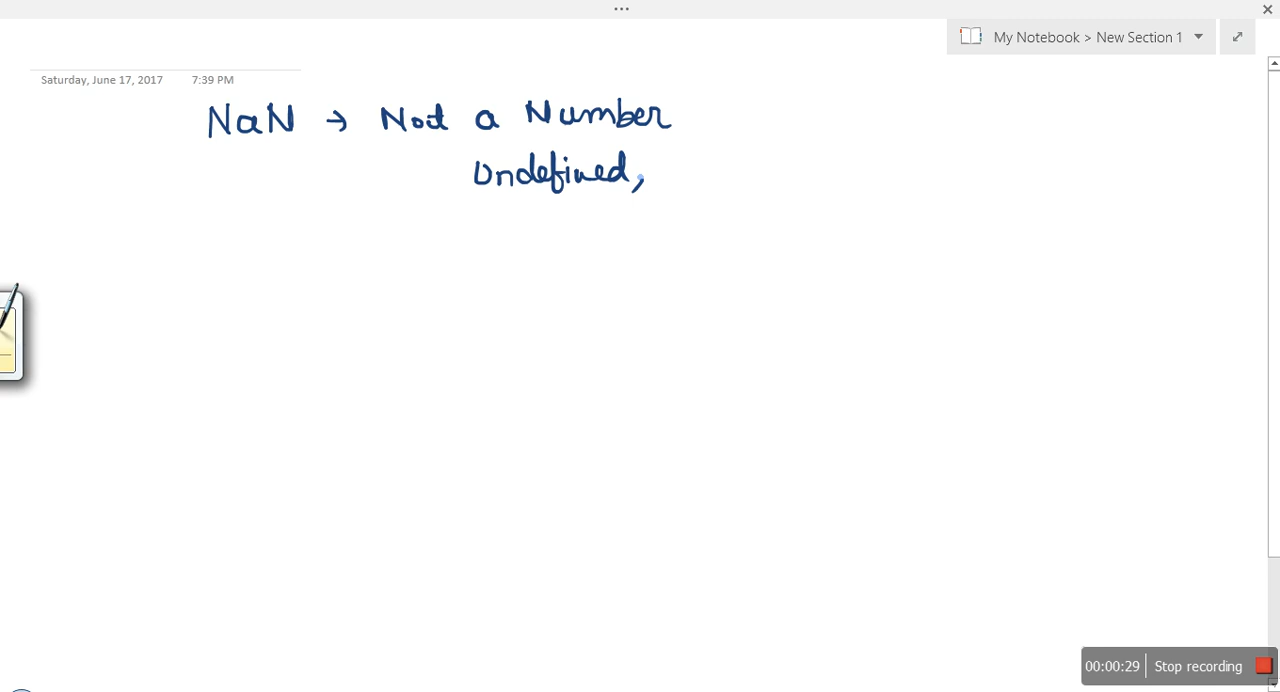 My Notebook > New Section 1
Saturday, June 17, 2017 7:39 PM
NaN → Not a Number
Undefined,
00:00:29 Stop recording